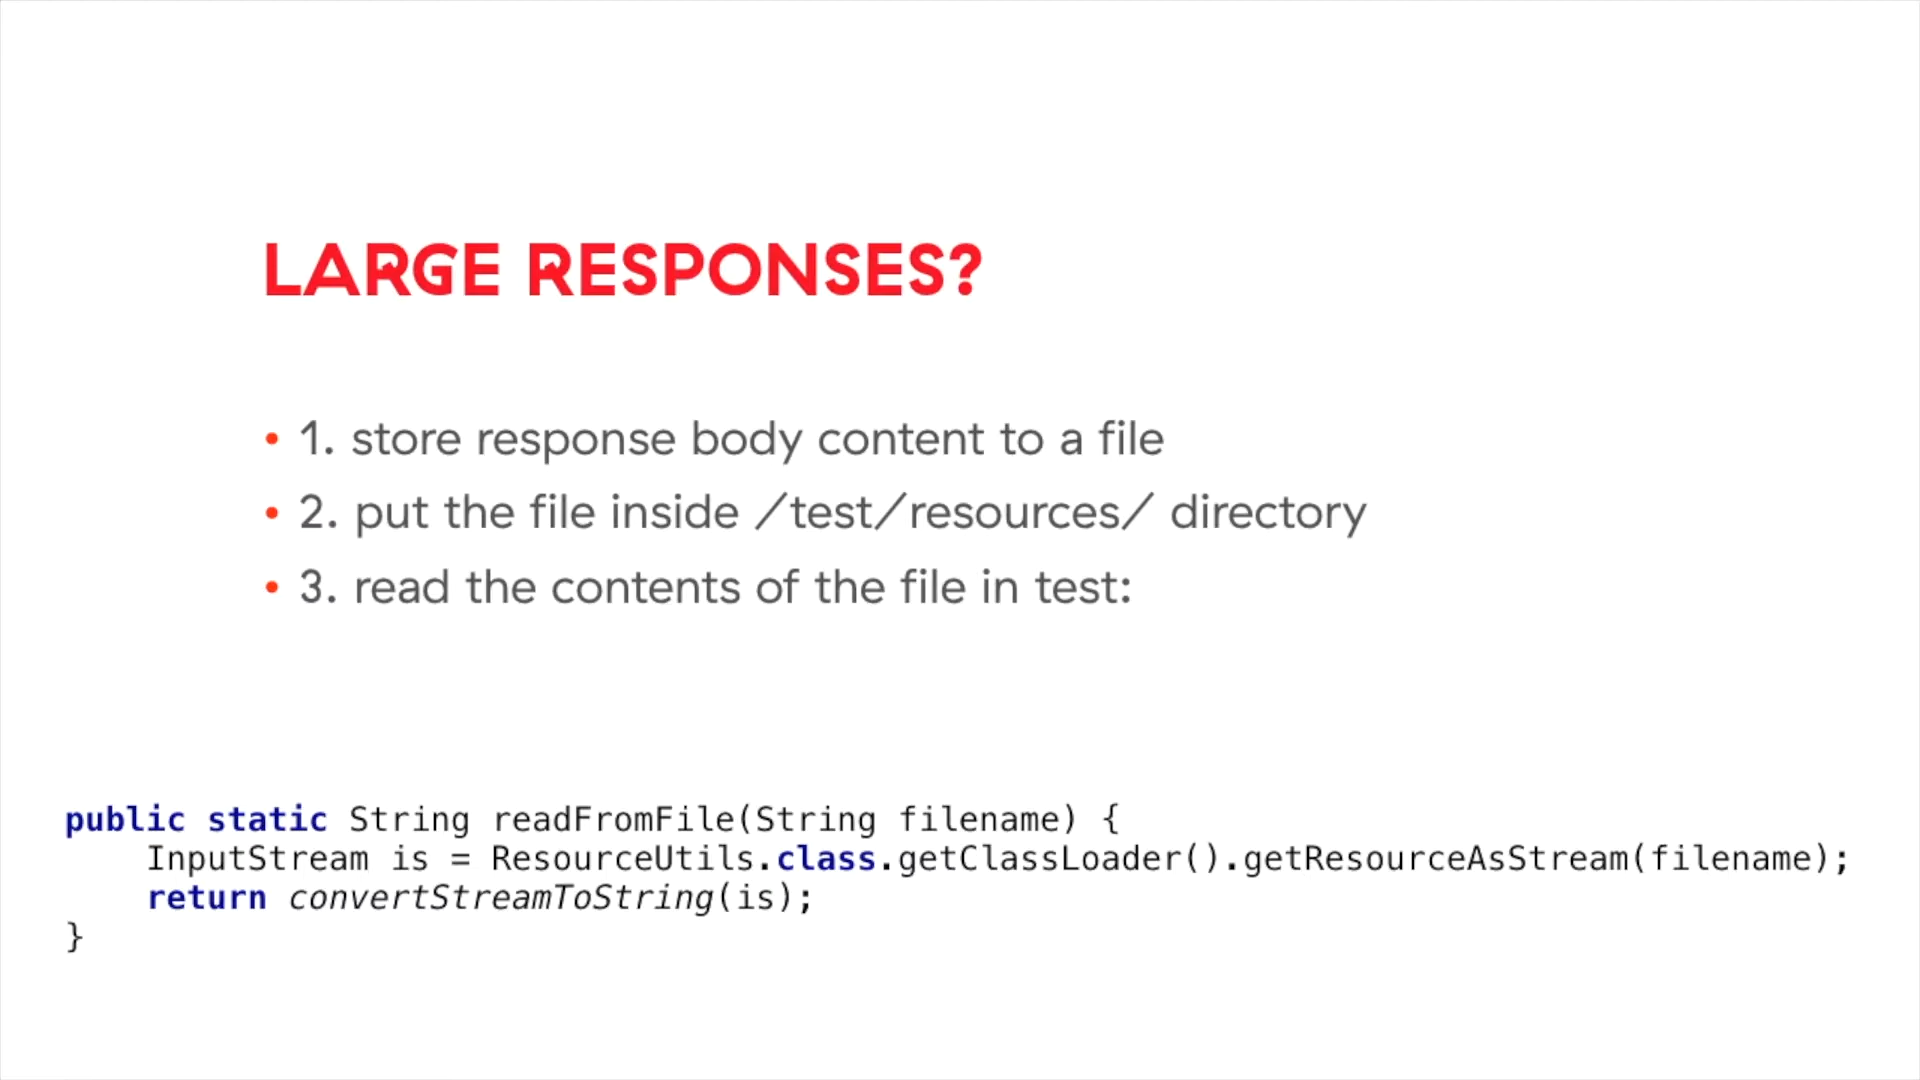 LARGE RESPONSES?
• 1. store response body content to a file
• 2. put the file inside /test/resources/ directory
• 3. read the contents of the file in test:
public static String readFromFile(String filename) {
    InputStream is = ResourceUtils.class.getClassLoader().getResourceAsStream(filename);
    return convertStreamToString(is);
}